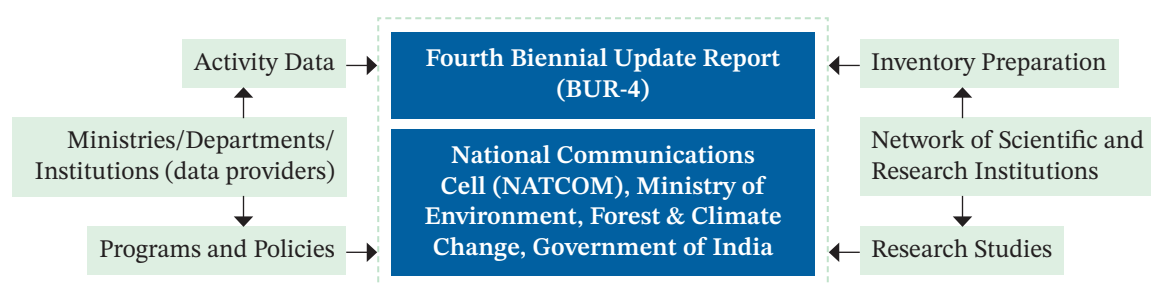 Activity Data
Ministries/Departments/
Institutions (data providers)
Programs and Policies
Fourth Biennial Update Report
(BUR-4)
National Communications
Cell (NATCOM), Ministry of
Environment, Forest & Climate
Change, Government of India
Inventory Preparation
Network of Scientific and
Research Institutions
Research Studies